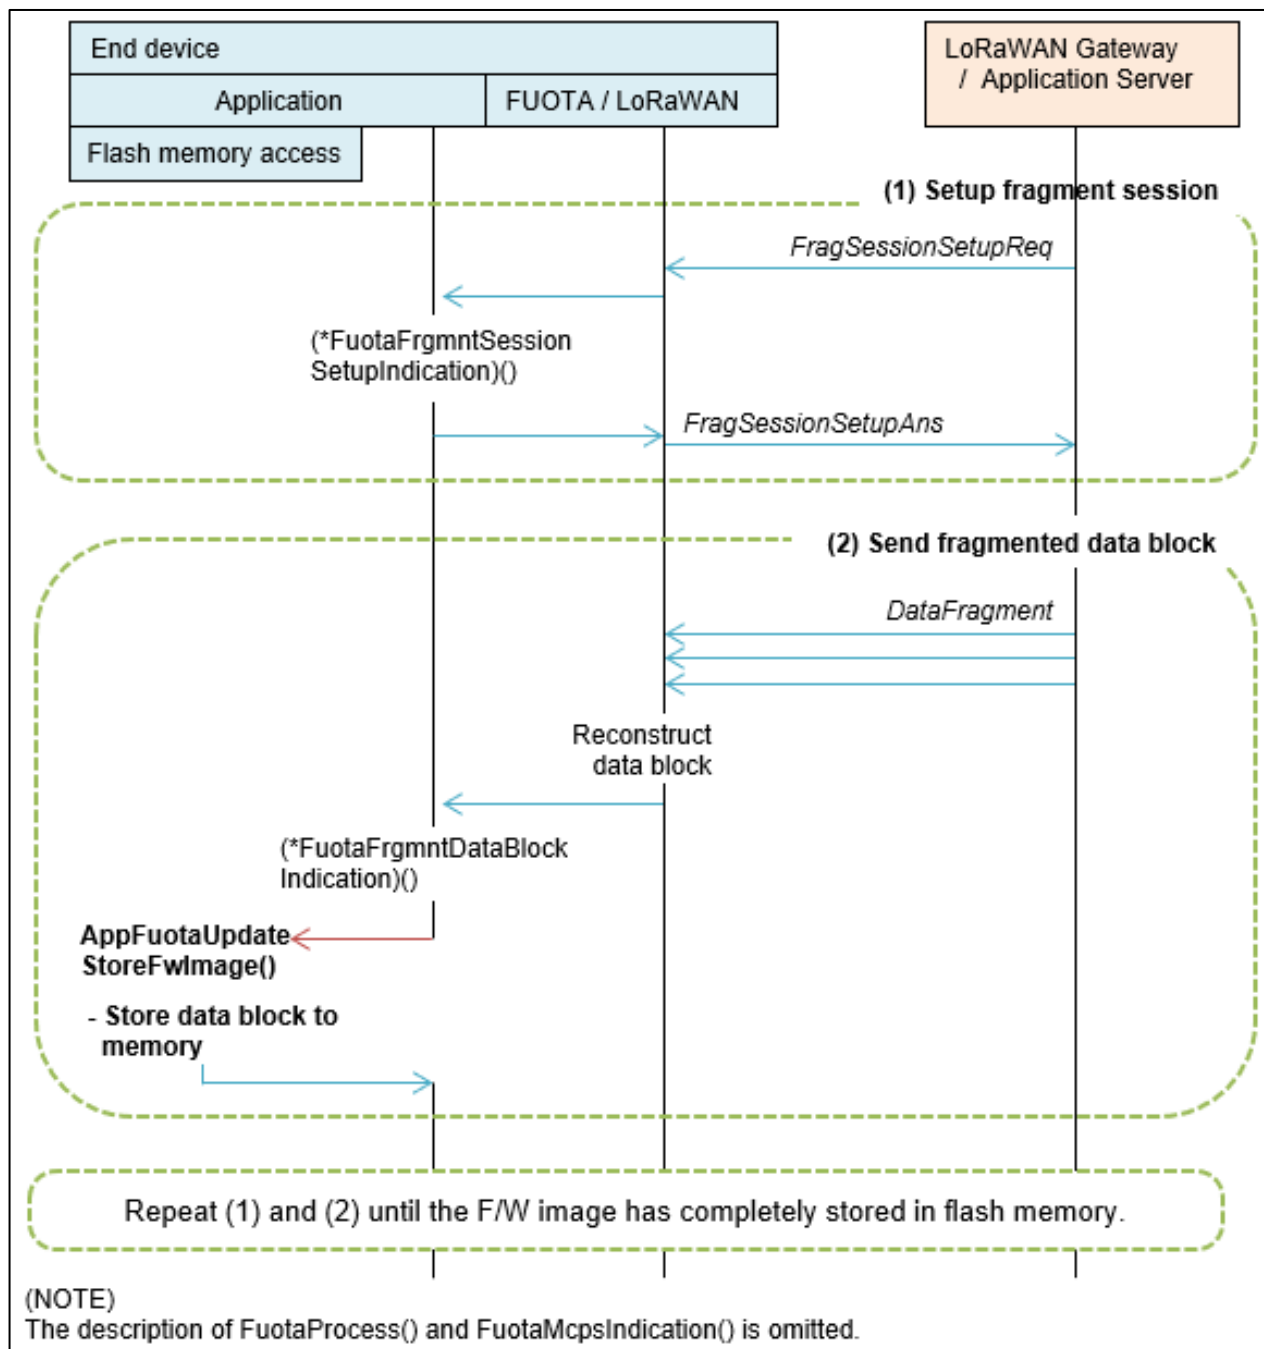 End device
LoRaWAN Gateway
/ Application Server
Application
FUOTA / LoRaWAN
Flash memory access
(1) Setup fragment session
FragSessionSetupReq
(*FuotaFrgmntSession
SetupIndication)()
FragSessionSetupAns
(2) Send fragmented data block
DataFragment
Reconstruct
data block
(*FuotaFrgmntDataBlock
Indication)()
AppFuotaUpdate
StoreFwImage()
- Store data block to
memory
Repeat (1) and (2) until the F/W image has completely stored in flash memory.
(NOTE)
The description of FuotaProcess() and FuotaMcpsIndication() is omitted.